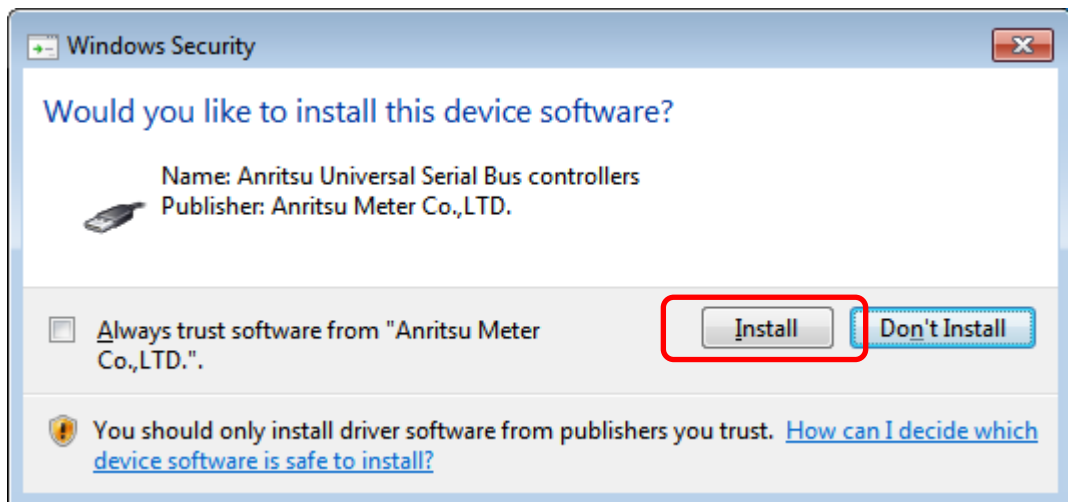 Windows Security
Would you like to install this device software?
Name: Anritsu Universal Serial Bus controllers
Publisher: Anritsu Meter Co.,LTD.
Always trust software from "Anritsu Meter
Co.,LTD.".
Install
Don't Install
You should only install driver software from publishers you trust. How can I decide which
device software is safe to install?